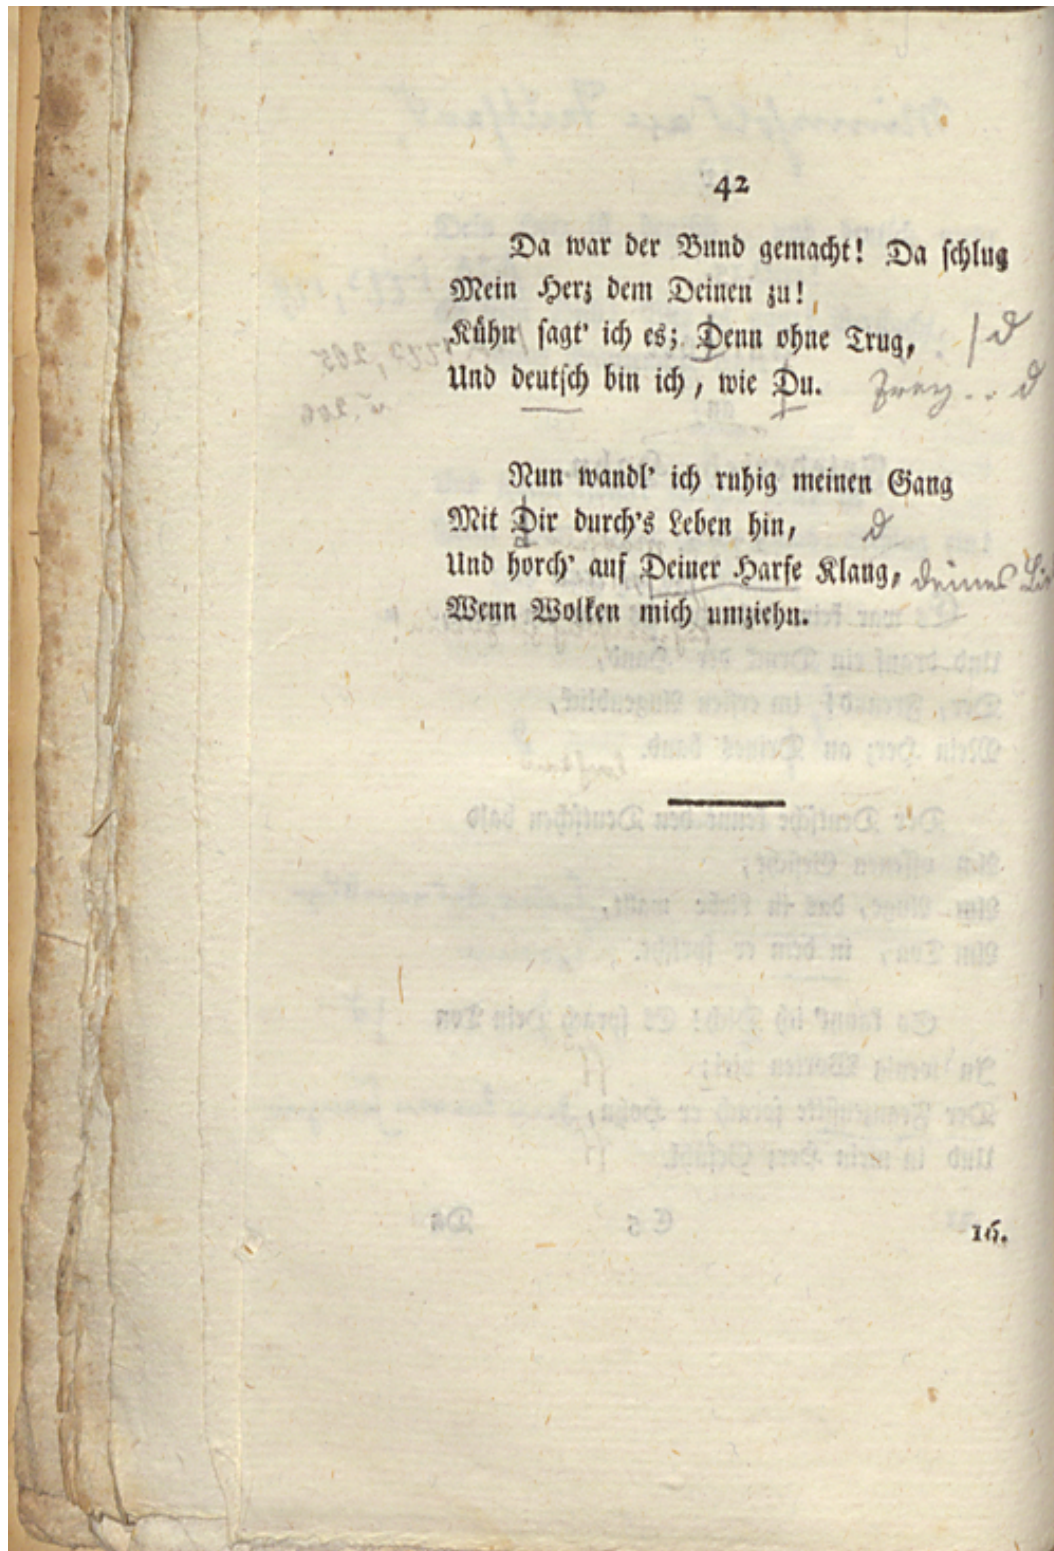 42
Da war der Bund gemacht! Da schlug
Mein Herz dem Deinen zu!
Kühn sagt' ich es; Denn ohne Trug, d
Und deutsch bin ich, wie Du. d
Nun wandl' ich ruhig meinen Gang
Mit Dir durch's Leben hin, d
Und horch' auf Deiner Harfe Klang, deines
Wenn Wolken mich umziehn.
16.